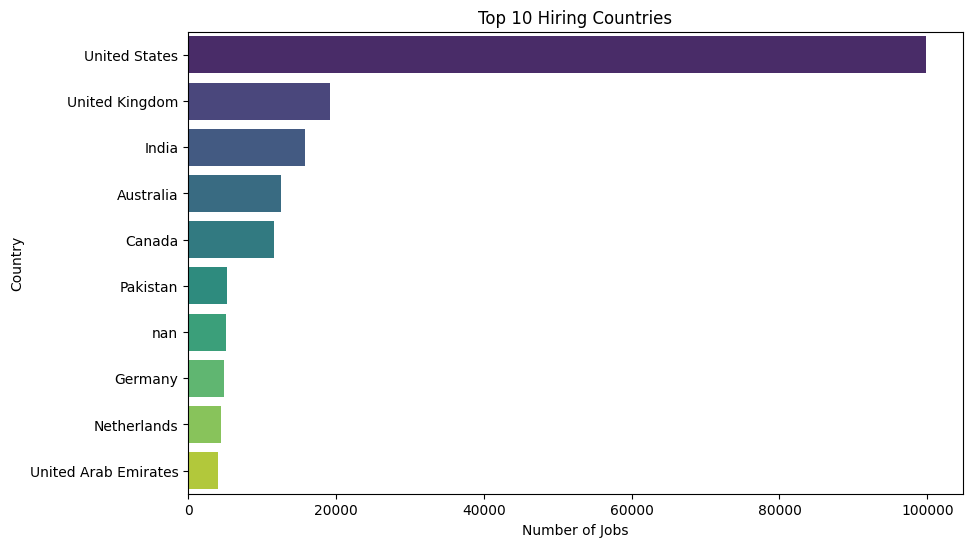 Top 10 Hiring Countries
Country
United States
United Kingdom
India
Australia
Canada
Pakistan
nan
Germany
Netherlands
United Arab Emirates
0 20000 40000 60000 80000 100000
Number of Jobs